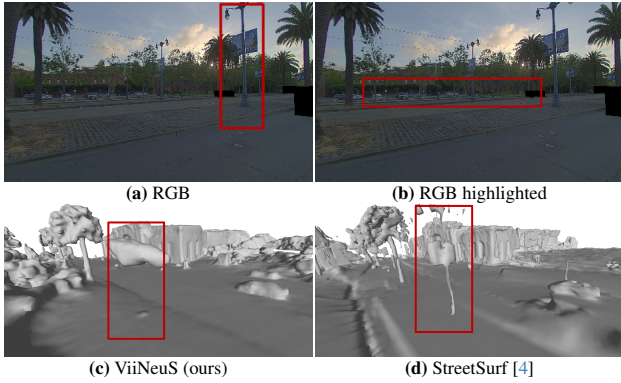 (a) RGB
(b) RGB highlighted
(c) ViiNeuS (ours)
(d) StreetSurf [4]